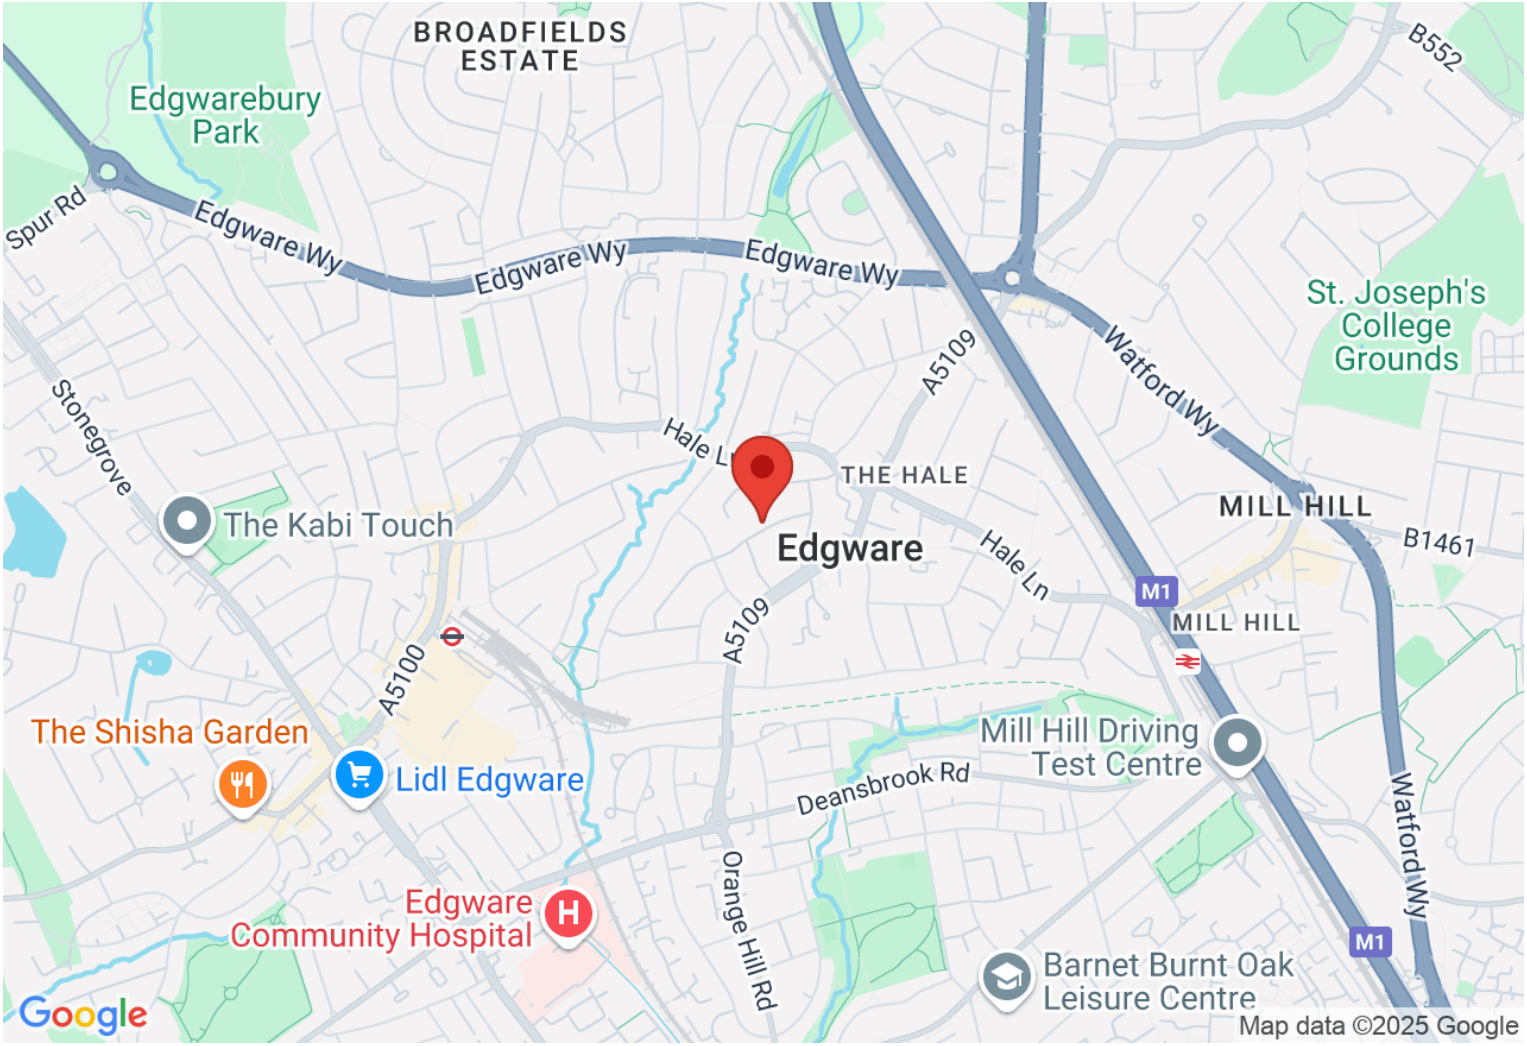 BROADFIELDS
ESTATE
B552
Edgwarebury
Park
Spur Rd
Edgware Wy
Edgware Wy
Edgware Wy
St. Joseph's
College
Grounds
A5109
Watford Wy
Stonegrove
Hale L
THE HALE
MILL HILL
The Kabi Touch
Edgware
Hale Ln
B1461
M1
A5109
MILL HILL
A5100
The Shisha Garden
Mill Hill Driving
Test Centre
Lidl Edgware
Deansbrook Rd
Watford Wy
Orange Hill Rd
Edgware
Community Hospital
H
M1
Barnet Burnt Oak
Leisure Centre
Google
Map data ©2025 Google